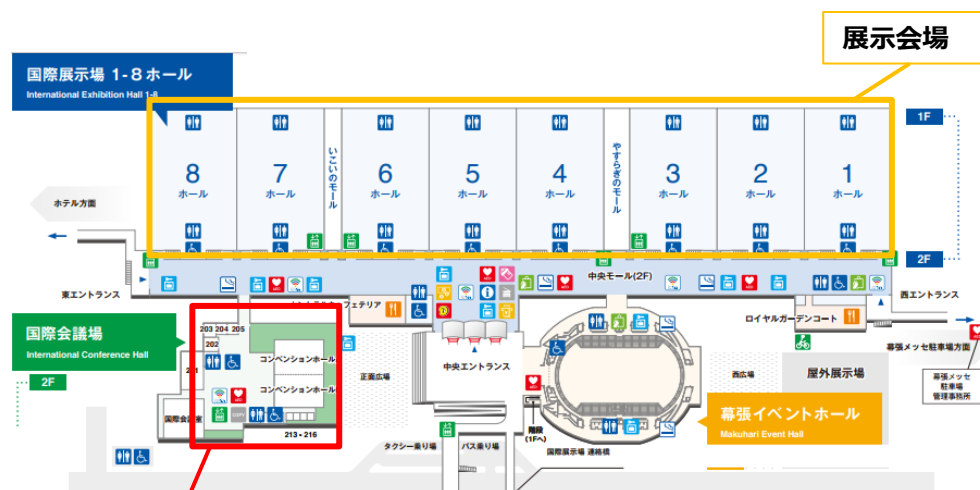 展示会場
国際展示場 1-8ホール
International Exhibition Hall 1-8
1F
8
ホール
7
ホール
いこいのモール
6
ホール
5
ホール
4
ホール
やすらぎのモール
3
ホール
2
ホール
1
ホール
ホテル方面
2F
中央モール(2F)
東エントランス
西エントランス
フェテリア
ロイヤルガーデンコート
国際会議場
International Conference Hall
2F
203 204 205
202
コンベンションホール
コンベンションホール
国際会議室
213・216
正面広場
中央エントランス
西広場
屋外展示場
幕張メッセ駐車場方面
幕張メッセ
駐車場
管理事務所
幕張イベントホール
Makuhari Event Hall
階段
(1Fへ)
タクシー乗り場
バス乗り場
国際展示場 連絡橋